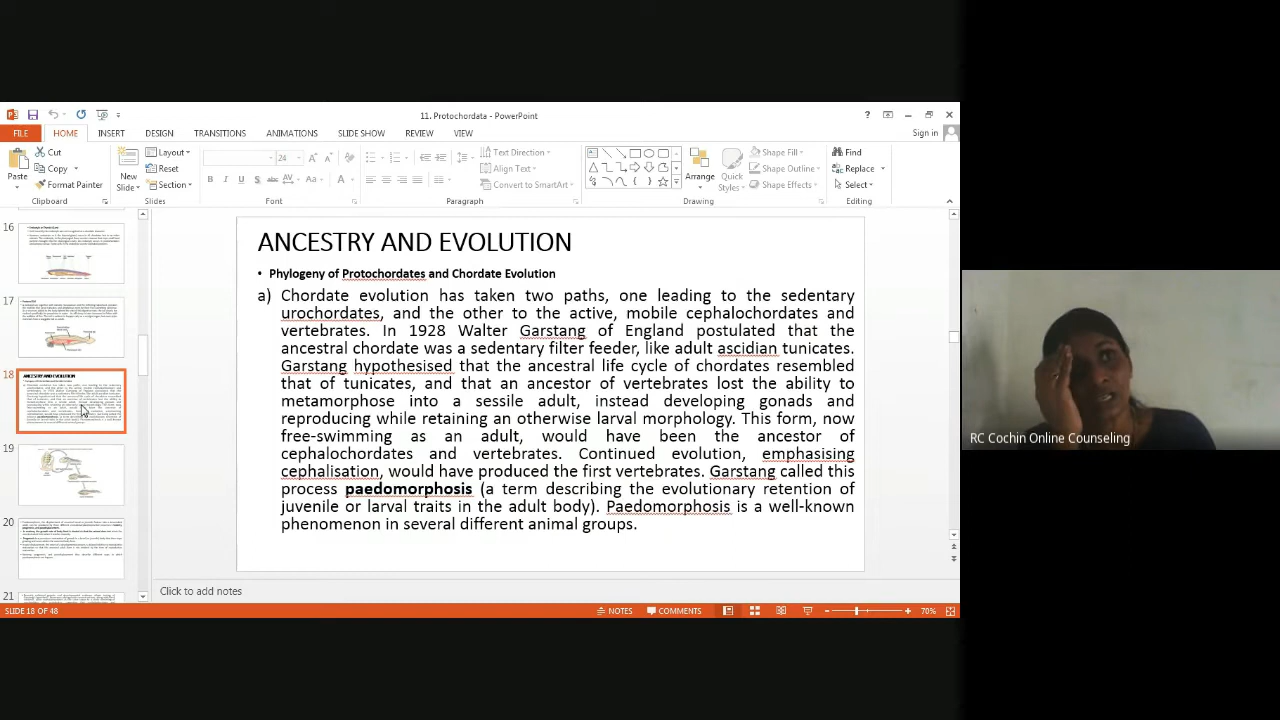 11. Protochordata - PowerPoint
Sign in
FILE HOME INSERT DESIGN TRANSITIONS ANIMATIONS SLIDE SHOW REVIEW VIEW
Paste
Cut
Copy
Format Painter
Clipboard
New Slide
Layout
Reset
Section
Slides
24
Font
Text Direction
Align Text
Convert to SmartArt
Paragraph
Arrange
Quick Styles
Shape Fill
Shape Outline
Shape Effects
Drawing
Find
Replace
Select
Editing
16
17
18
ANCESTRY AND EVOLUTION
19
20
21
ANCESTRY AND EVOLUTION
• Phylogeny of Protochordates and Chordate Evolution
a) Chordate evolution has taken two paths, one leading to the sedentary
urochordates, and the other to the active, mobile cephalochordates and
vertebrates. In 1928 Walter Garstang of England postulated that the
ancestral chordate was a sedentary filter feeder, like adult ascidian tunicates.
Garstang hypothesised that the ancestral life cycle of chordates resembled
that of tunicates, and that an ancestor of vertebrates lost the ability to
metamorphose into a sessile adult, instead developing gonads and
reproducing while retaining an otherwise larval morphology. This form, now
free-swimming as an adult, would have been the ancestor of
cephalochordates and vertebrates. Continued evolution, emphasising
cephalisation, would have produced the first vertebrates. Garstang called this
process paedomorphosis (a term describing the evolutionary retention of
juvenile or larval traits in the adult body). Paedomorphosis is a well-known
phenomenon in several different animal groups.
Click to add notes
SLIDE 18 OF 48
NOTES
COMMENTS
70%
RC Cochin Online Counseling